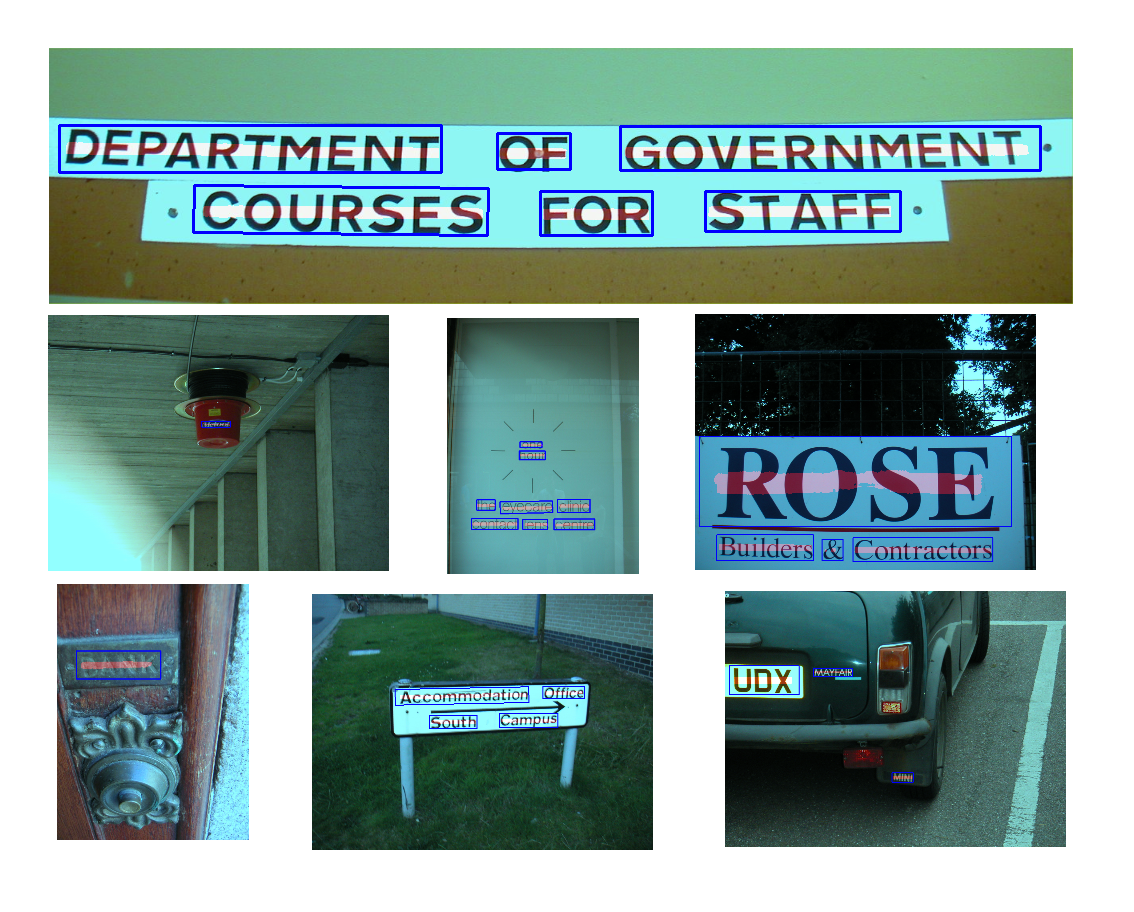 DEPARTMENT OF GOVERNMENT
COURSES FOR STAFF
the eyecare clinic
contact lens centre
ROSE
Builders & Contractors
Accommodation Office
South Campus
UDX
MAYFAIR
MINI